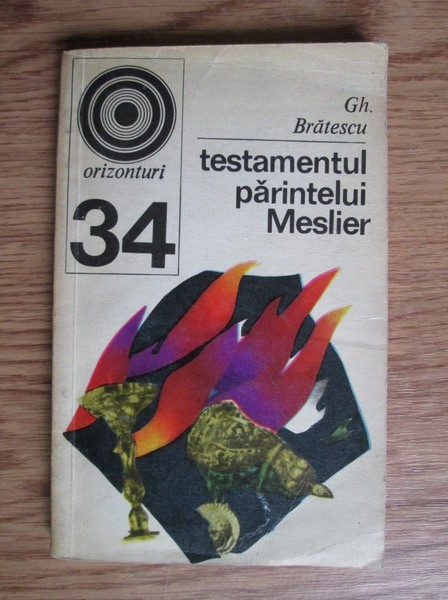 orizonturi
34
Gh.
Brătescu
testamentul
părintelui
Meslier